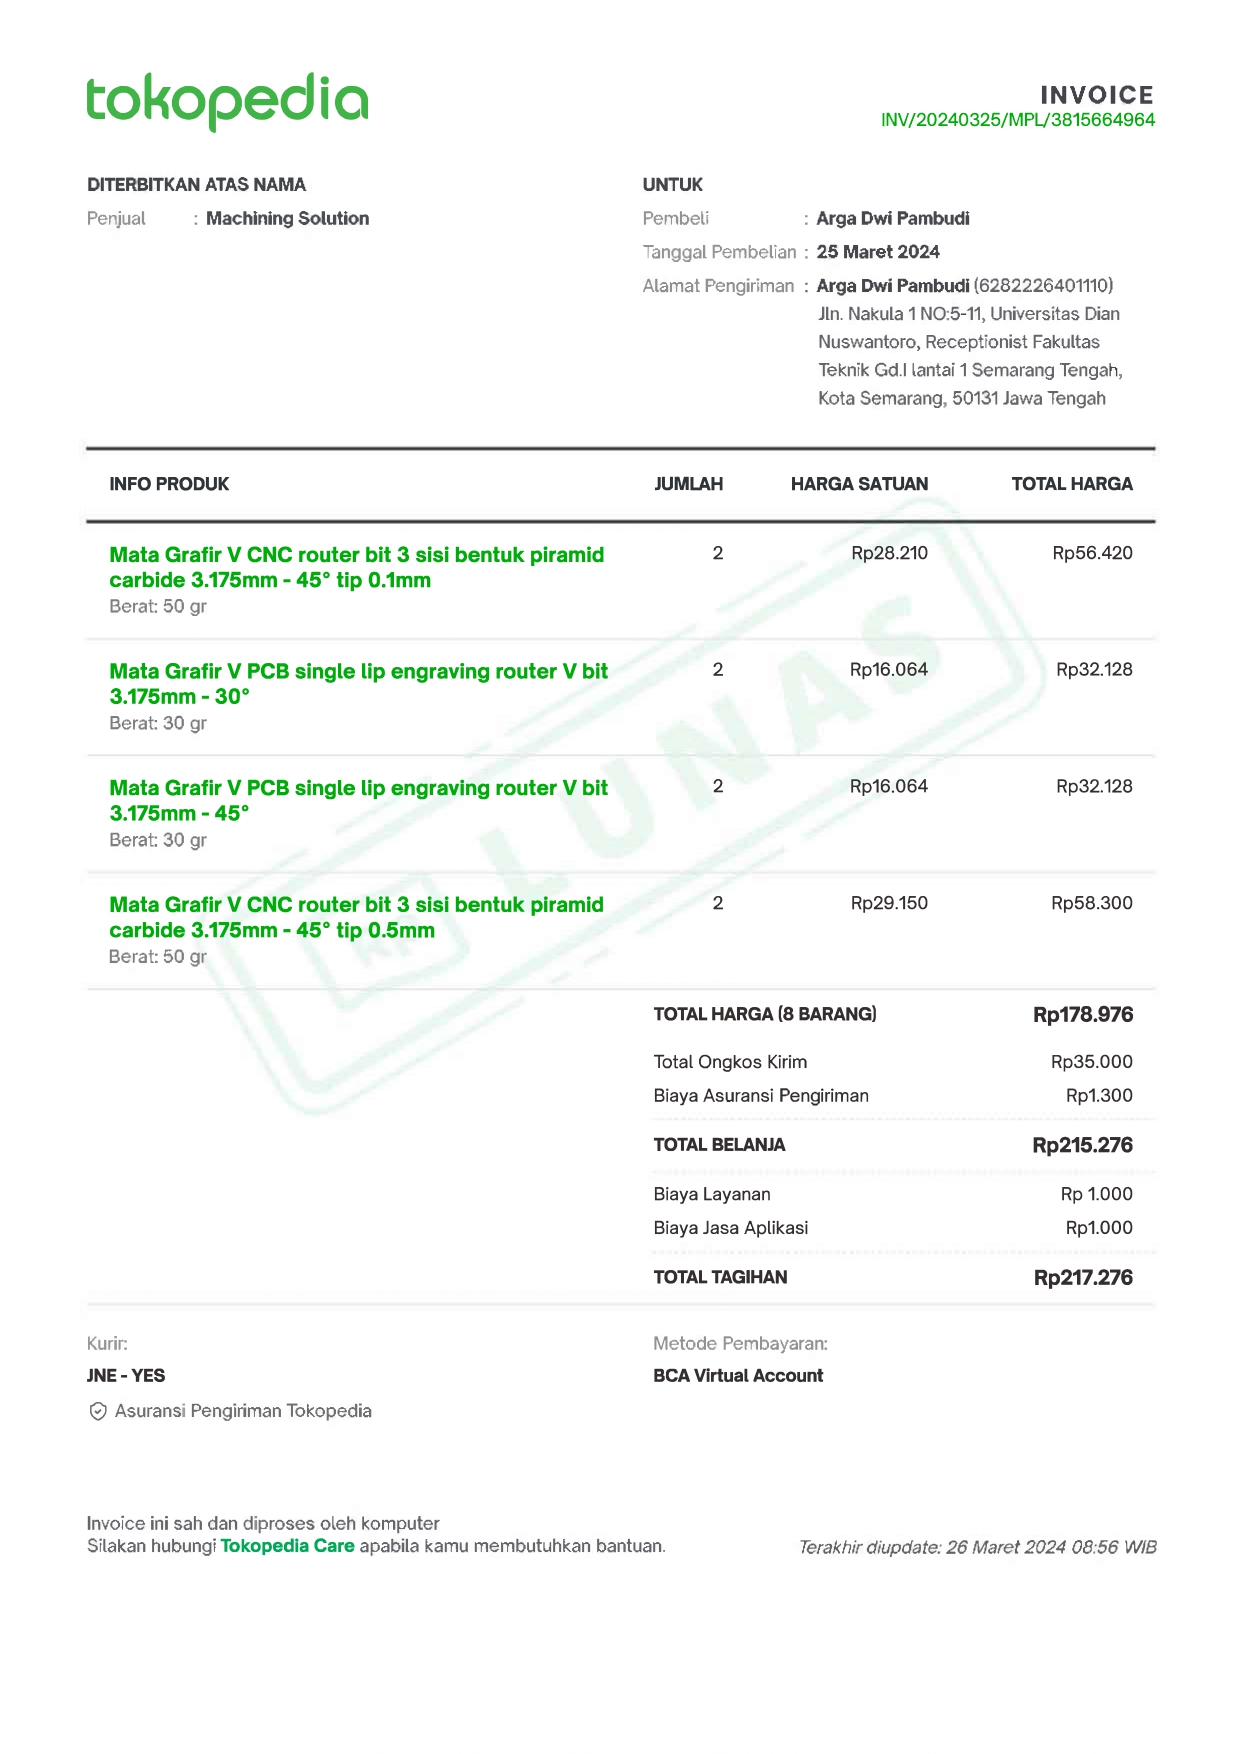 tokopedia
INVOICE
INV/20240325/MPL/3815664964
DITERBITKAN ATAS NAMA
Penjual : Machining Solution
UNTUK
Pembeli : Arga Dwi Pambudi
Tanggal Pembelian : 25 Maret 2024
Alamat Pengiriman : Arga Dwi Pambudi (6282226401110)
Jln. Nakula 1 NO:5-11, Universitas Dian
Nuswantoro, Receptionist Fakultas
Teknik Gd.I lantai 1 Semarang Tengah,
Kota Semarang, 50131 Jawa Tengah
INFO PRODUK JUMLAH HARGA SATUAN TOTAL HARGA
Mata Grafir V CNC router bit 3 sisi bentuk piramid 2 Rp28.210 Rp56.420
carbide 3.175mm - 45° tip 0.1mm
Berat: 50 gr
Mata Grafir V PCB single lip engraving router V bit 2 Rp16.064 Rp32.128
3.175mm - 30°
Berat: 30 gr
Mata Grafir V PCB single lip engraving router V bit 2 Rp16.064 Rp32.128
3.175mm - 45°
Berat: 30 gr
Mata Grafir V CNC router bit 3 sisi bentuk piramid 2 Rp29.150 Rp58.300
carbide 3.175mm - 45° tip 0.5mm
Berat: 50 gr
LUNAS
TOTAL HARGA (8 BARANG) Rp178.976
Total Ongkos Kirim Rp35.000
Biaya Asuransi Pengiriman Rp1.300
TOTAL BELANJA Rp215.276
Biaya Layanan Rp 1.000
Biaya Jasa Aplikasi Rp1.000
TOTAL TAGIHAN Rp217.276
Kurir:
JNE - YES
Asuransi Pengiriman Tokopedia
Metode Pembayaran:
BCA Virtual Account
Invoice ini sah dan diproses oleh komputer
Silakan hubungi Tokopedia Care apabila kamu membutuhkan bantuan.
Terakhir diupdate: 26 Maret 2024 08:56 WIB